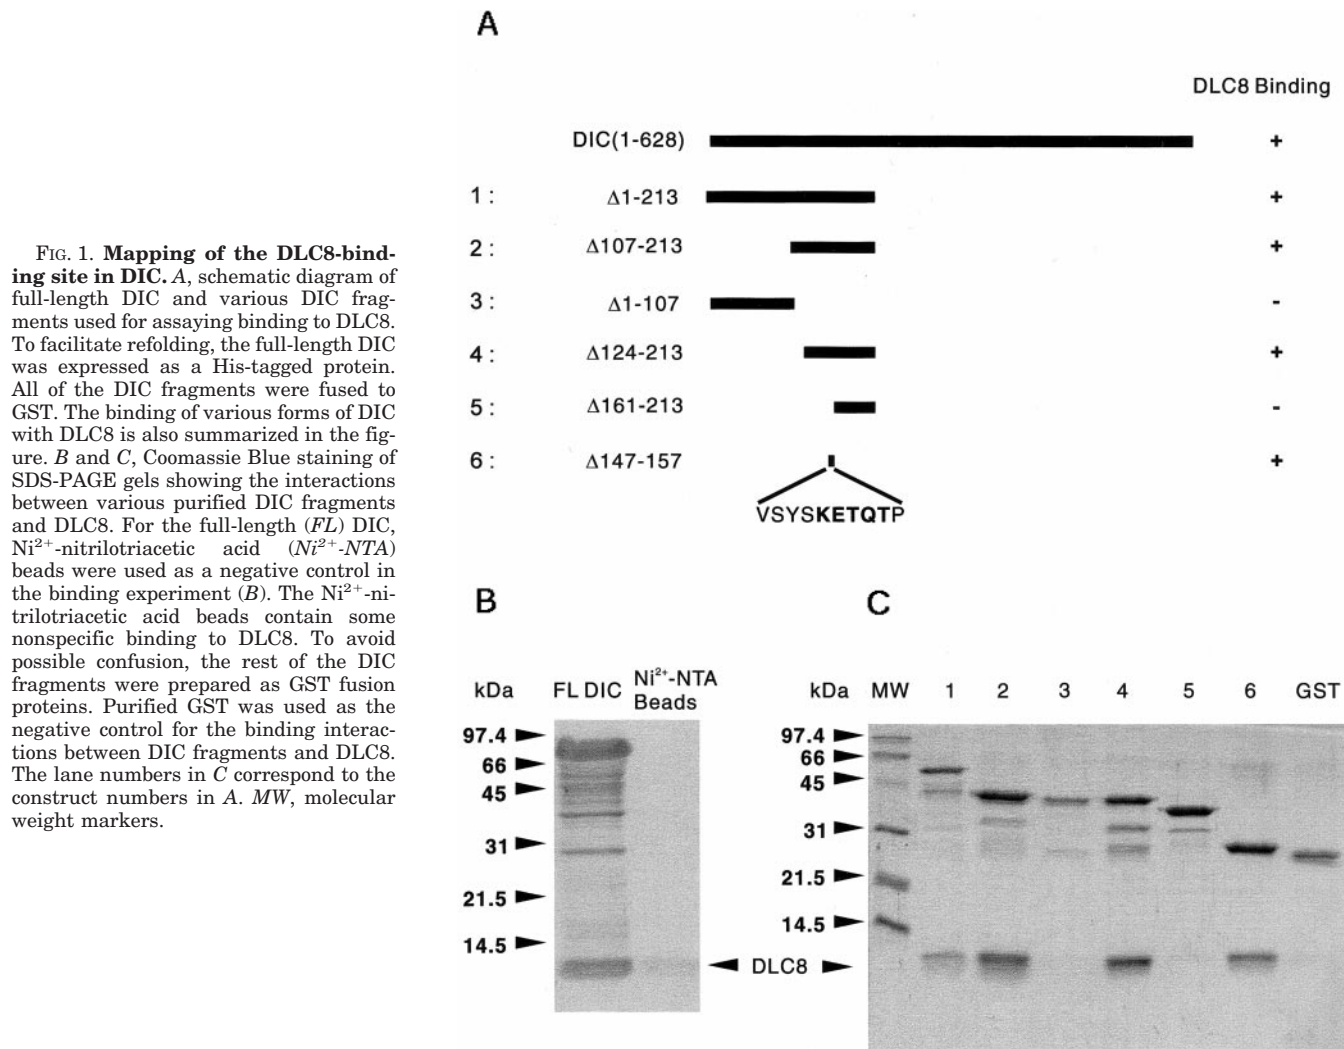 FIG. 1. Mapping of the DLC8-bind-
ing site in DIC. A, schematic diagram of
full-length DIC and various DIC frag-
ments used for assaying binding to DLC8.
To facilitate refolding, the full-length DIC
was expressed as a His-tagged protein.
All of the DIC fragments were fused to
GST. The binding of various forms of DIC
with DLC8 is also summarized in the fig-
ure. B and C, Coomassie Blue staining of
SDS-PAGE gels showing the interactions
between various purified DIC fragments
and DLC8. For the full-length (FL) DIC,
Ni²⁺-nitrilotriacetic acid (Ni²⁺-NTA)
beads were used as a negative control in
the binding experiment (B). The Ni²⁺-ni-
trilotriacetic acid beads contain some
nonspecific binding to DLC8. To avoid
possible confusion, the rest of the DIC
fragments were prepared as GST fusion
proteins. Purified GST was used as the
negative control for the binding interac-
tions between DIC fragments and DLC8.
The lane numbers in C correspond to the
construct numbers in A. MW, molecular
weight markers.
A
DLC8 Binding
DIC(1-628) +
1 : Δ1-213 +
2 : Δ107-213 +
3 : Δ1-107 -
4 : Δ124-213 +
5 : Δ161-213 -
6 : Δ147-157 +
VSYSKETQTP
B
kDa FL DIC Ni²⁺-NTA
Beads
97.4
66
45
31
21.5
14.5
DLC8
C
kDa MW 1 2 3 4 5 6 GST
97.4
66
45
31
21.5
14.5